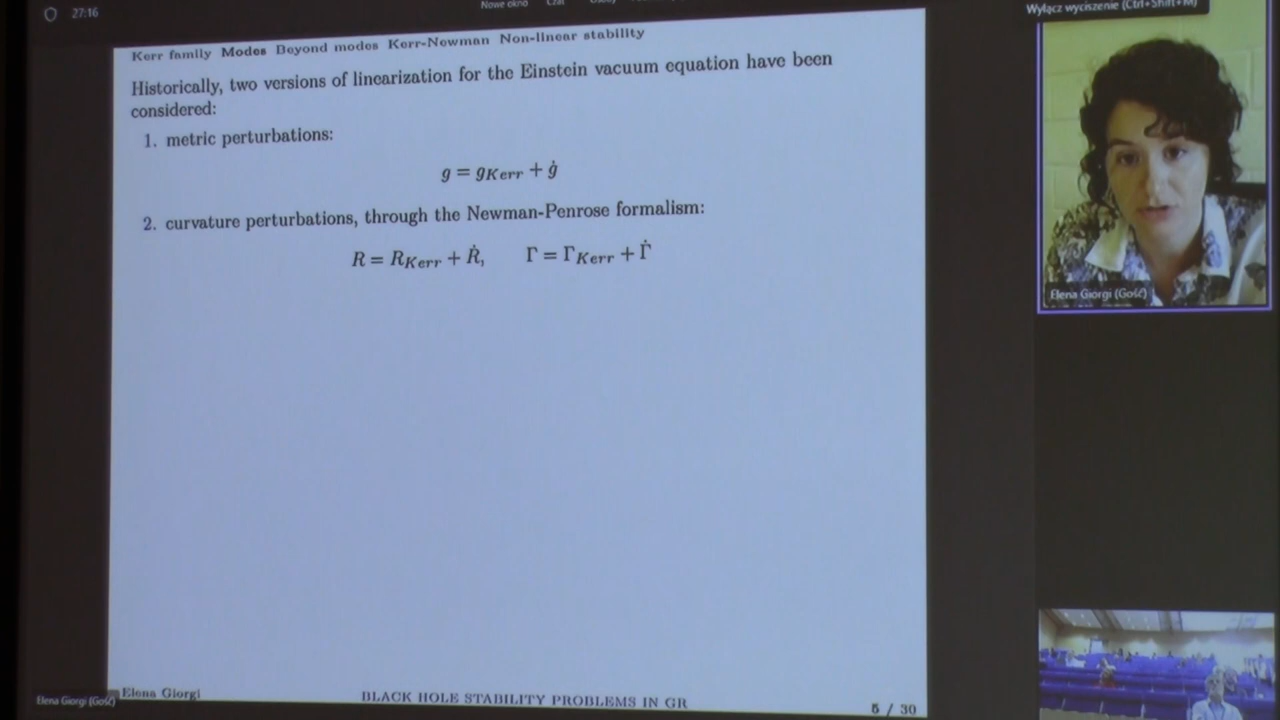 27:16
Nowe okno
Czat
Wyłącz wyciszenie (Ctrl+Shift+M)
Kerr family Modes Beyond modes Kerr-Newman Non-linear stability
Historically, two versions of linearization for the Einstein vacuum equation have been
considered:
1. metric perturbations:
g = g_Kerr + ġ
2. curvature perturbations, through the Newman-Penrose formalism:
R = R_Kerr + Ṙ, Γ = Γ_Kerr + Γ̇
Elena Giorgi (Gość)
Elena Giorgi (Gość)
Elena Giorgi
BLACK HOLE STABILITY PROBLEMS IN GR
5 / 30